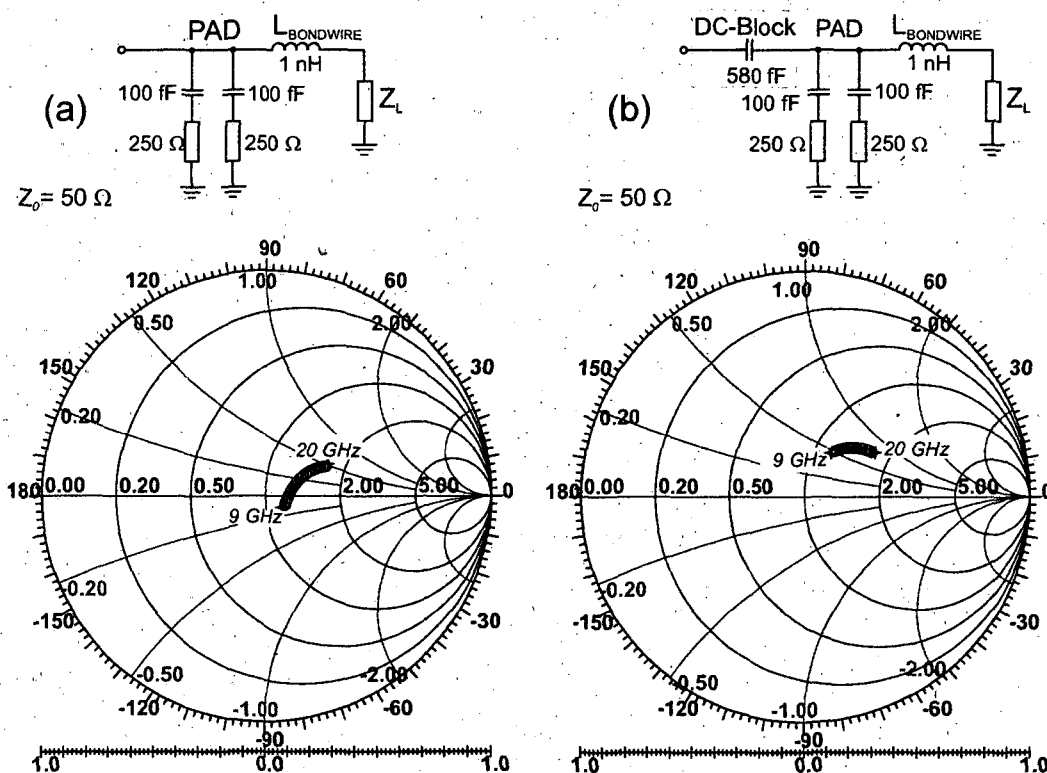 PAD
L BONDWIRE
1 nH
100 fF
100 fF
250 Ω
250 Ω
Z_L
(a)
Z_o= 50 Ω
DC-Block
PAD
L BONDWIRE
1 nH
580 fF
100 fF
100 fF
250 Ω
250 Ω
Z_L
(b)
Z_o= 50 Ω
90
120
60
1.00
0.50
2.00
150
30
0.20
20 GHz
180
0.00
0.20
0.50
2.00
5.00
0
9 GHz
-0.20
-150
-30
-0.50
-2.00
-120
-1.00
-60
-90
1.0
0.0
1.0
90
120
60
1.00
0.50
2.00
150
30
0.20
9 GHz
20 GHz
180
0.00
0.20
0.50
2.00
5.00
0
-0.20
-150
-30
-0.50
-2.00
-120
-1.00
-60
-90
1.0
0.0
1.0